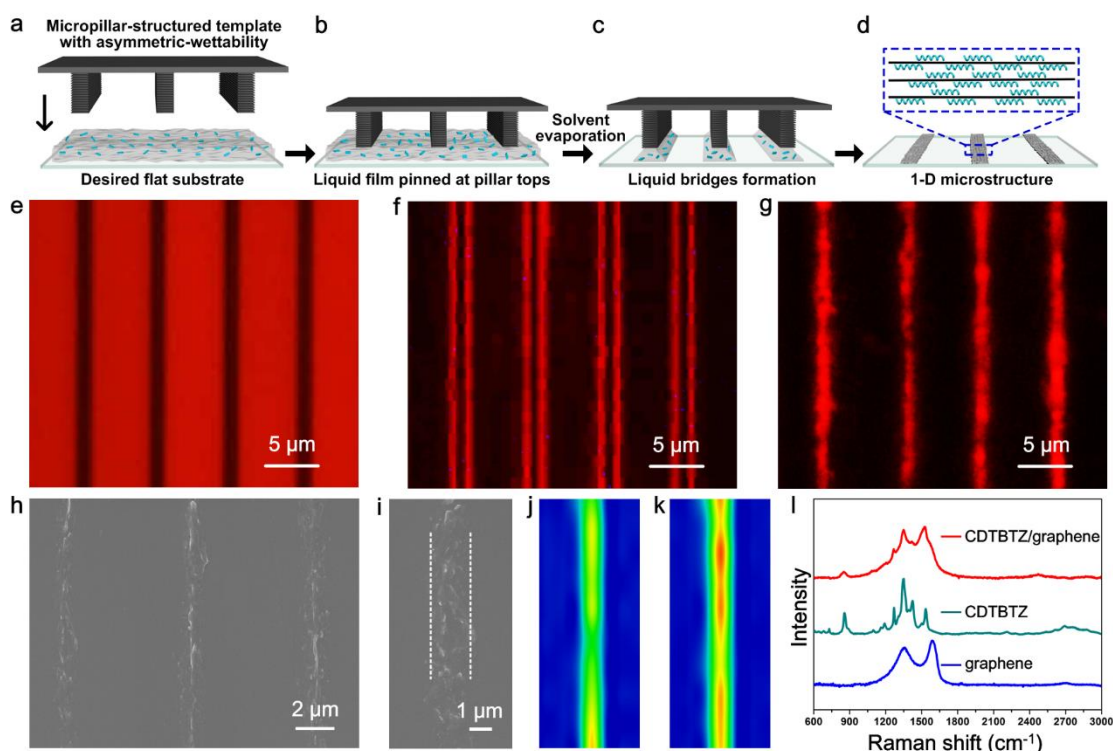 a
Micropillar-structured template
with asymmetric-wettability
b
c
d
Solvent
evaporation
Desired flat substrate
Liquid film pinned at pillar tops
Liquid bridges formation
1-D microstructure
e
5 μm
f
5 μm
g
5 μm
h
2 μm
i
1 μm
j
k
l
CDTBTZ/graphene
CDTBTZ
graphene
Intensity
600 900 1200 1500 1800 2100 2400 2700 3000
Raman shift (cm⁻¹)